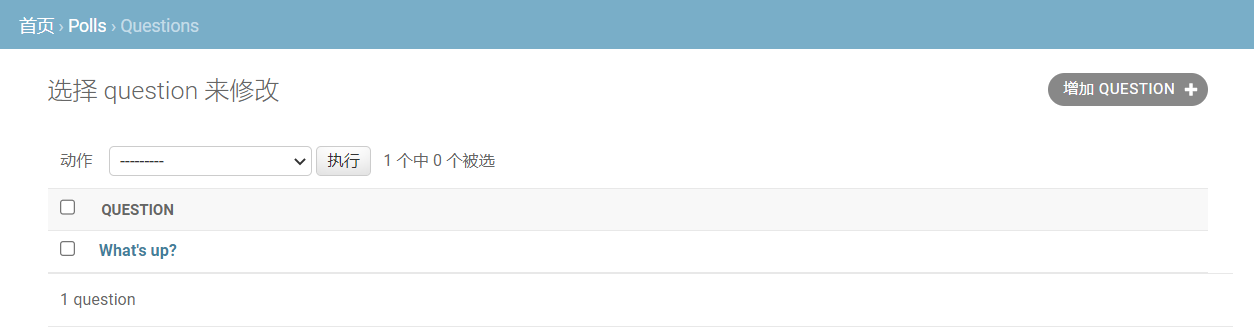 首页 › Polls › Questions
选择 question 来修改
增加 QUESTION
动作 --------- 执行 1 个中 0 个被选
QUESTION
What's up?
1 question